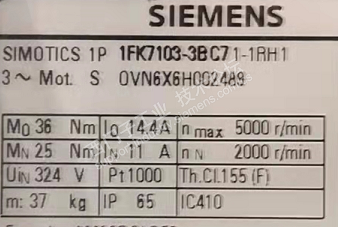 SIEMENS
SIMOTICS 1P 1FK7103-3BC71-1RH1
3~ Mot. S 0VN6X6H002489
M0 36 Nm I0 14.4A n max 5000 r/min
MN 25 Nm IN 11 A n N 2000 r/min
UiN 324 V Pt1000 Th.Cl.155 (F)
m: 37 kg IP 65 IC410